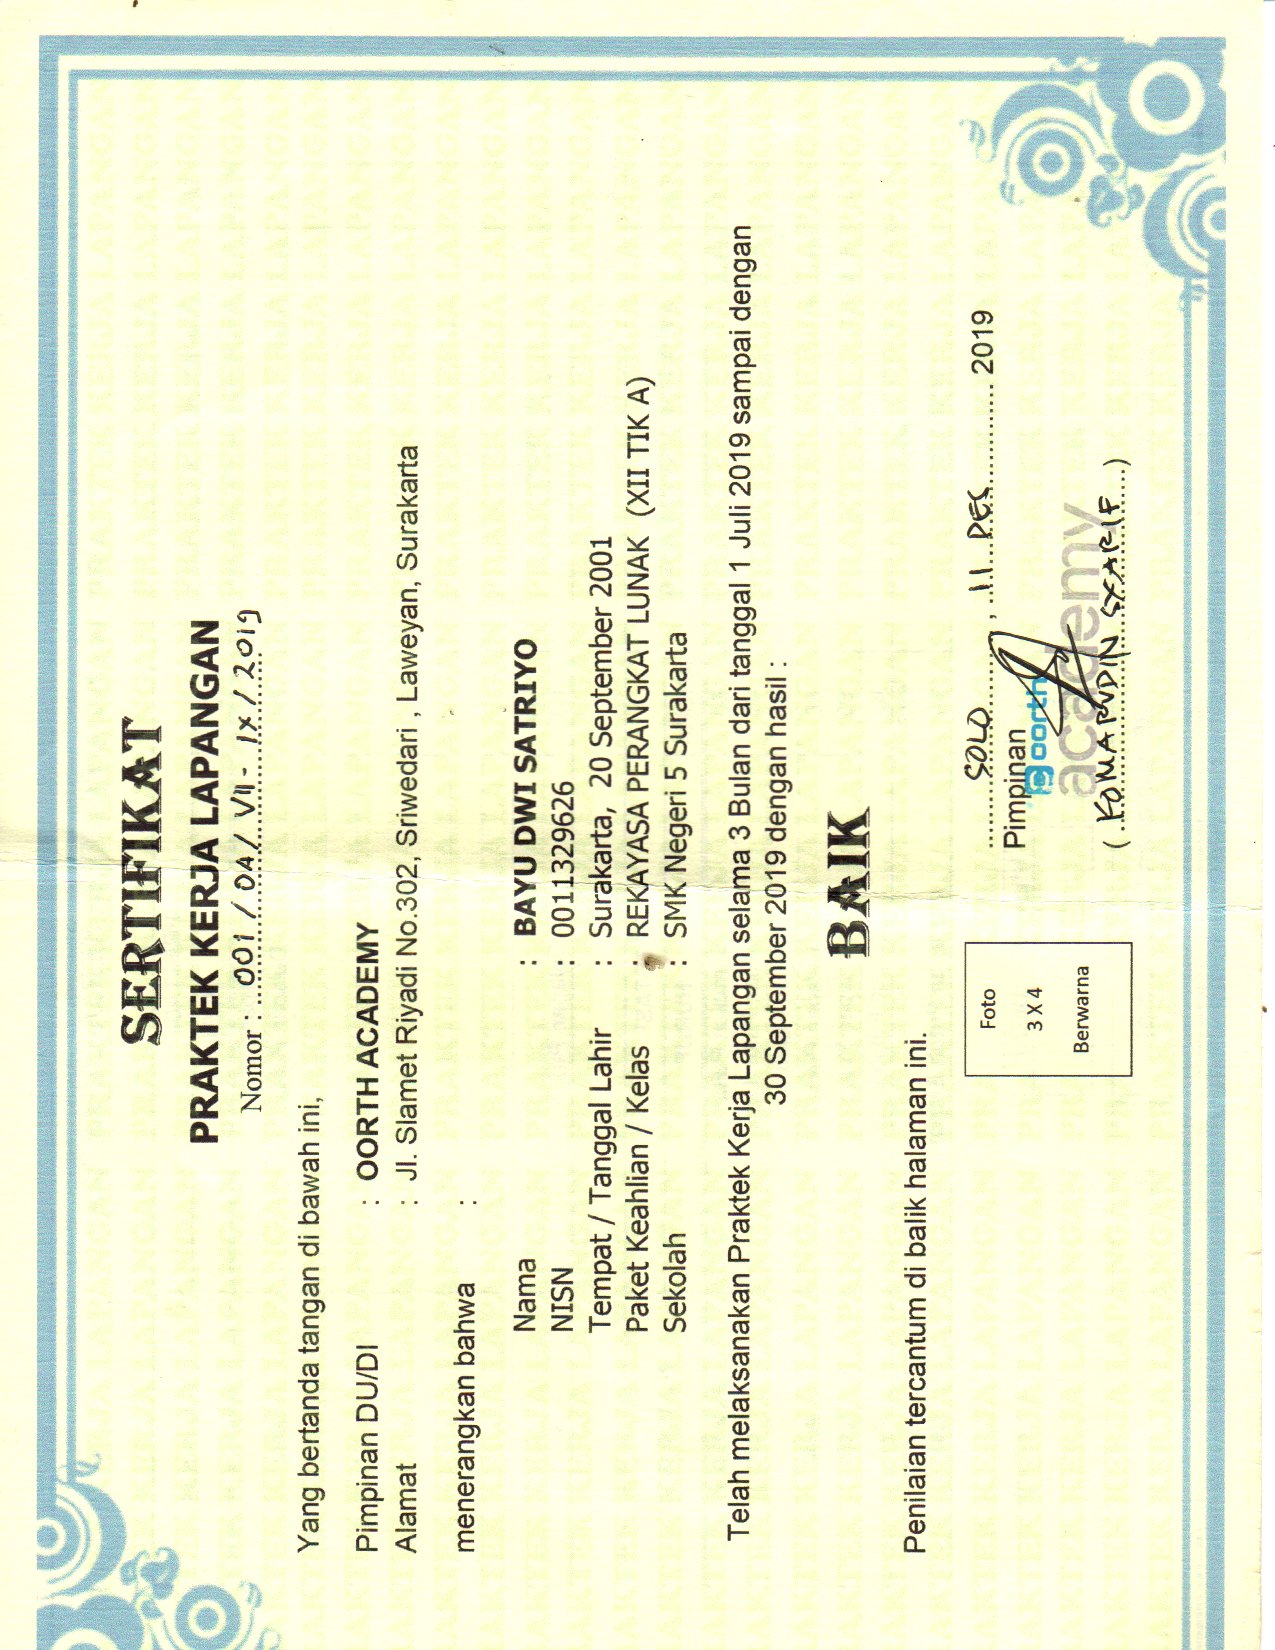 SERTIFIKAT
PRAKTEK KERJA LAPANGAN
Nomor : 001 / 04 / VII - IX / 2019
Yang bertanda tangan di bawah ini,
Pimpinan DU/DI : OORTH ACADEMY
Alamat : Jl. Slamet Riyadi No.302, Sriwedari , Laweyan, Surakarta
menerangkan bahwa :
Nama : BAYU DWI SATRIYO
NISN : 0011329626
Tempat / Tanggal Lahir : Surakarta, 20 September 2001
Paket Keahlian / Kelas : REKAYASA PERANGKAT LUNAK (XII TIK A)
Sekolah : SMK Negeri 5 Surakarta
Telah melaksanakan Praktek Kerja Lapangan selama 3 Bulan dari tanggal 1 Juli 2019 sampai dengan
30 September 2019 dengan hasil :
BAIK
Penilaian tercantum di balik halaman ini.
Foto
3 X 4
Berwarna
SOLO , 11 DES 2019
Pimpinan
oorth
academy
( KOMARUDIN SYARIF )